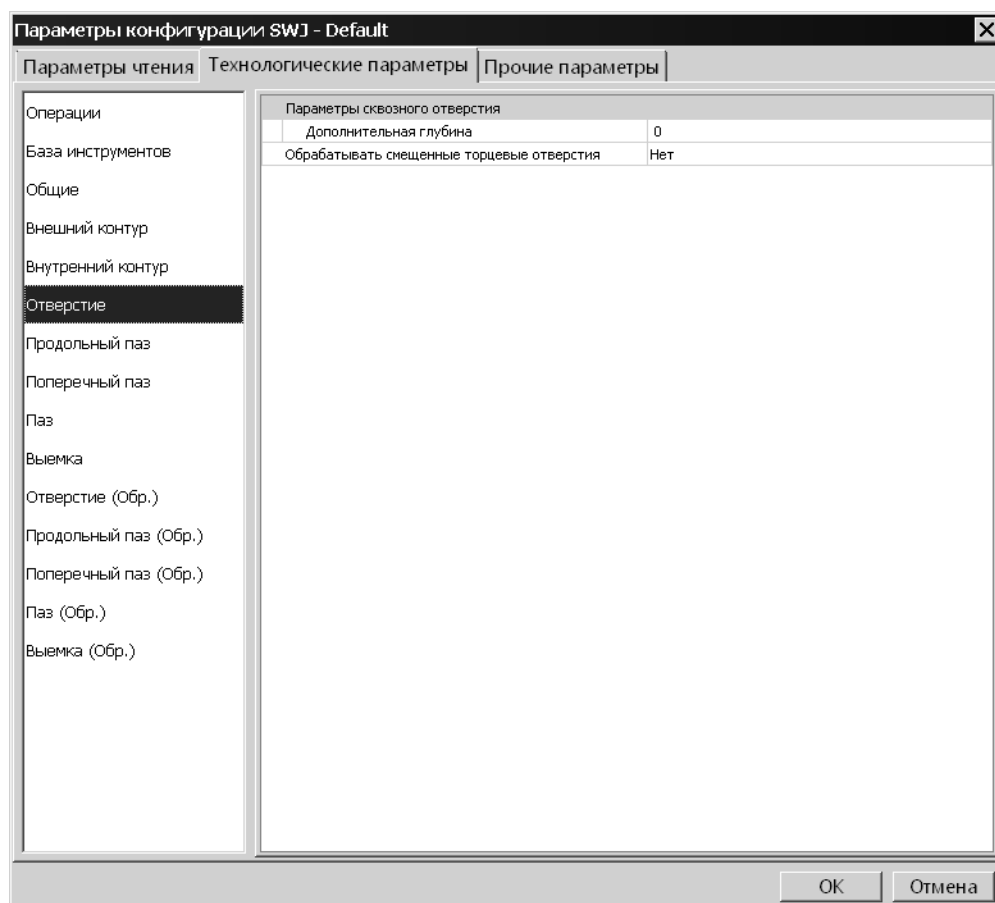 Параметры конфигурации SWJ - Default
Параметры чтения Технологические параметры Прочие параметры
Операции
База инструментов
Общие
Внешний контур
Внутренний контур
Отверстие
Продольный паз
Поперечный паз
Паз
Выемка
Отверстие (Обр.)
Продольный паз (Обр.)
Поперечный паз (Обр.)
Паз (Обр.)
Выемка (Обр.)
Параметры сквозного отверстия
Дополнительная глубина 0
Обрабатывать смещенные торцевые отверстия Нет
OK Отмена